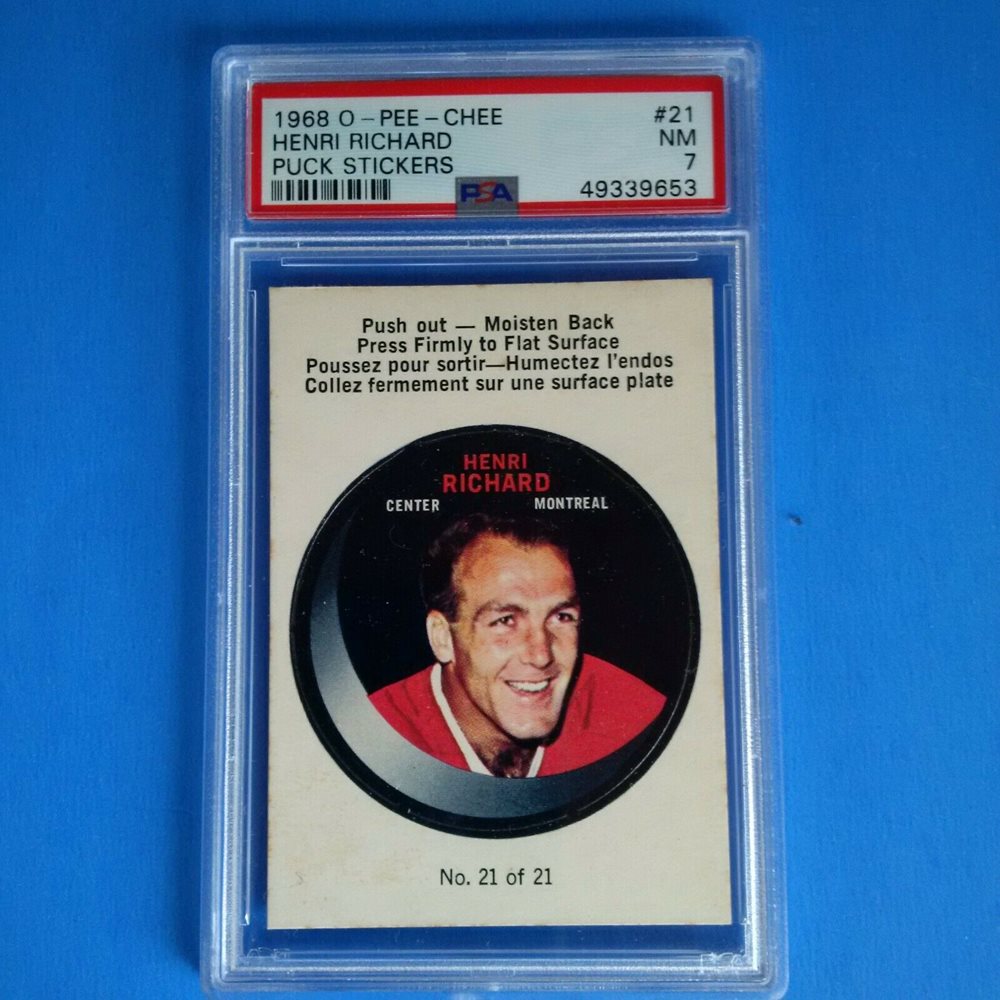 1968 O-PEE-CHEE #21
HENRI RICHARD NM
PUCK STICKERS 7
PSA 49339653
Push out — Moisten Back
Press Firmly to Flat Surface
Poussez pour sortir—Humectez l'endos
Collez fermement sur une surface plate
HENRI
RICHARD
CENTER MONTREAL
No. 21 of 21